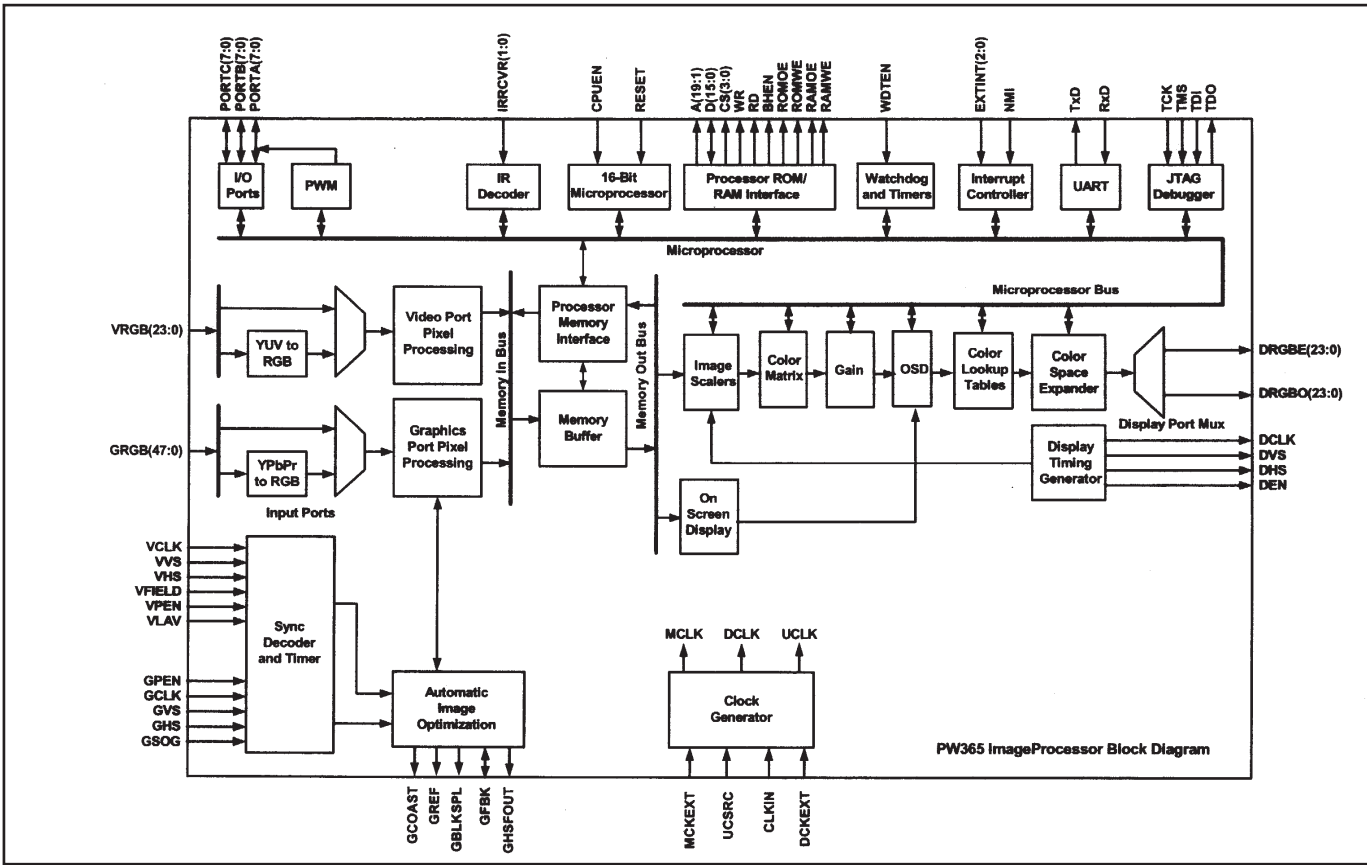 PORTC(7:0)
PORTB(7:0)
PORTA(7:0)
IRRCVR(1:0)
CPUEN
RESET
A(19:1)
D(15:0)
CS(3:0)
WR
RD
BHEN
ROMOE
ROMWE
RAMOE
RAMWE
WDTEN
EXTINT(2:0)
NMI
TxD
RxD
TCK
TMS
TDI
TDO
I/O
Ports
PWM
IR
Decoder
16-Bit
Microprocessor
Processor ROM/
RAM Interface
Watchdog
and Timers
Interrupt
Controller
UART
JTAG
Debugger
Microprocessor
Microprocessor Bus
VRGB(23:0)
YUV to
RGB
Video Port
Pixel
Processing
Memory In Bus
Processor
Memory
Interface
Memory Out Bus
Image
Scalers
Color
Matrix
Gain
OSD
Color
Lookup
Tables
Color
Space
Expander
DRGBE(23:0)
DRGBO(23:0)
Display Port Mux
GRGB(47:0)
YPbPr
to RGB
Graphics
Port Pixel
Processing
Memory
Buffer
Input Ports
On
Screen
Display
Display
Timing
Generator
DCLK
DVS
DHS
DEN
VCLK
VVS
VHS
VFIELD
VPEN
VLAV
GPEN
GCLK
GVS
GHS
GSOG
Sync
Decoder
and Timer
Automatic
Image
Optimization
MCLK
DCLK
UCLK
Clock
Generator
PW365 ImageProcessor Block Diagram
GCOAST
GREF
GBLKSPL
GFBK
GHSFOUT
MCKEXT
UCSRC
CLKIN
DCKEXT